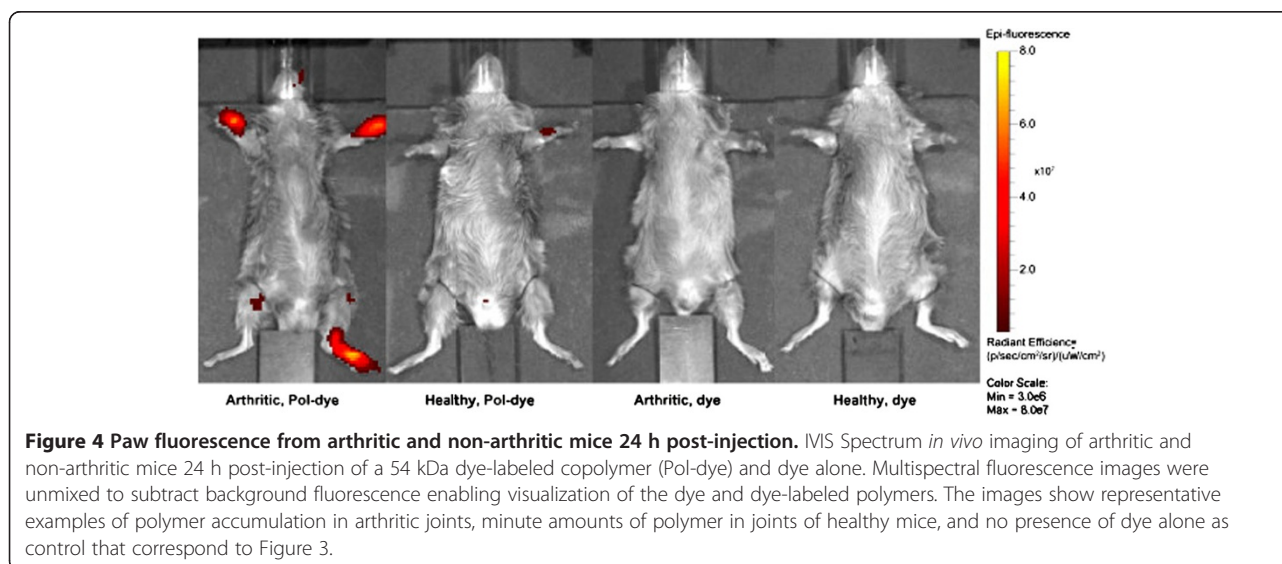 Epi-fluorescence
8.0
6.0
x10⁷
4.0
2.0
Radiant Efficiency
(p/sec/cm²/sr)/(uW/cm²)
Color Scale:
Min = 3.0e6
Max = 8.0e7
Arthritic, Pol-dye
Healthy, Pol-dye
Arthritic, dye
Healthy, dye
Figure 4 Paw fluorescence from arthritic and non-arthritic mice 24 h post-injection. IVIS Spectrum in vivo imaging of arthritic and
non-arthritic mice 24 h post-injection of a 54 kDa dye-labeled copolymer (Pol-dye) and dye alone. Multispectral fluorescence images were
unmixed to subtract background fluorescence enabling visualization of the dye and dye-labeled polymers. The images show representative
examples of polymer accumulation in arthritic joints, minute amounts of polymer in joints of healthy mice, and no presence of dye alone as
control that correspond to Figure 3.